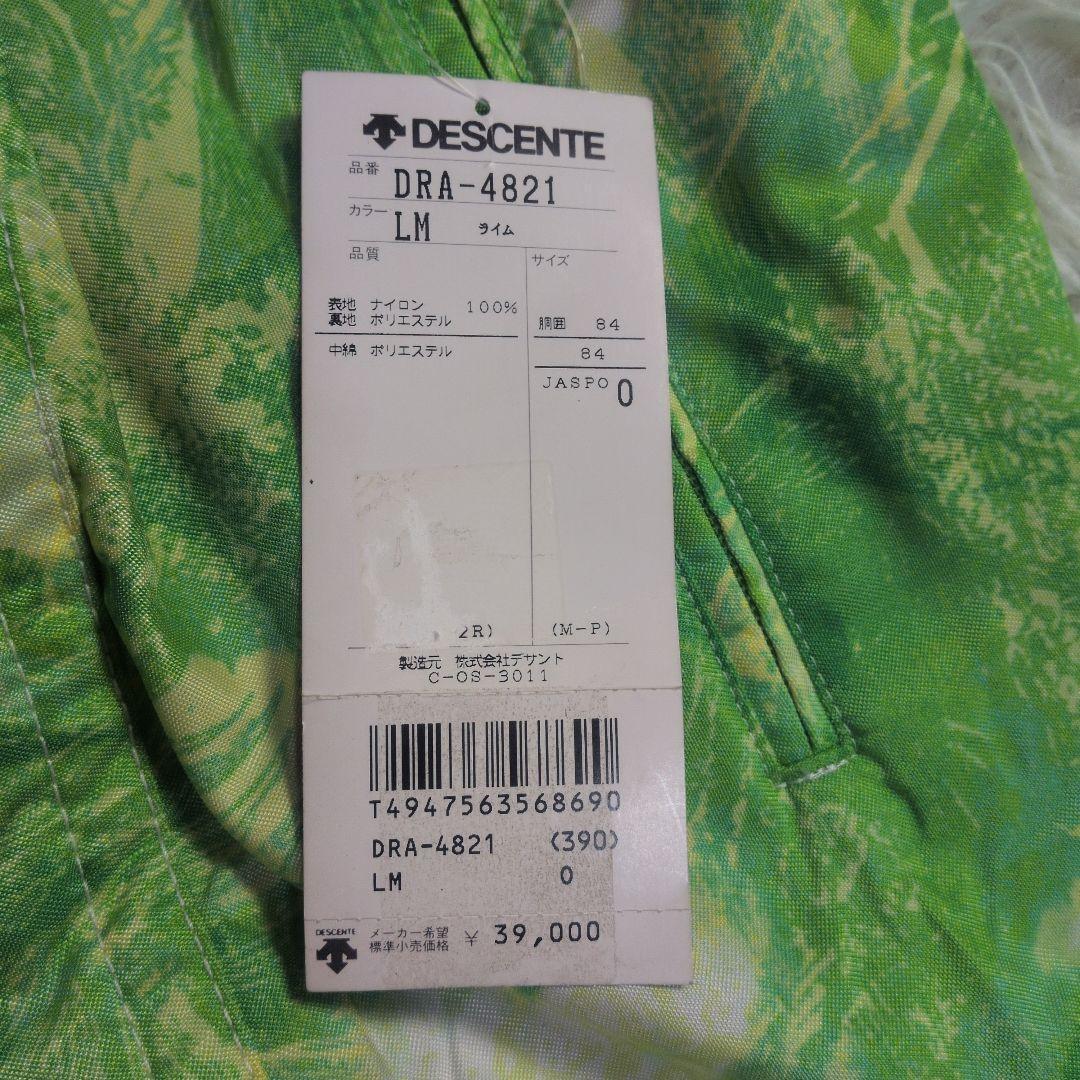 DESCENTE
品番 DRA-4821
カラー LM ライム
品質
サイズ
表地 ナイロン 100%
裏地 ポリエステル
中綿 ポリエステル
胴囲 84
84
JASPO O
2R)
(M-P)
製造元 株式会社デサント
C-OS-3011
T4947563568690
DRA-4821 (390)
LM O
DESCENTE
メーカー希望
標準小売価格 ¥ 39,000